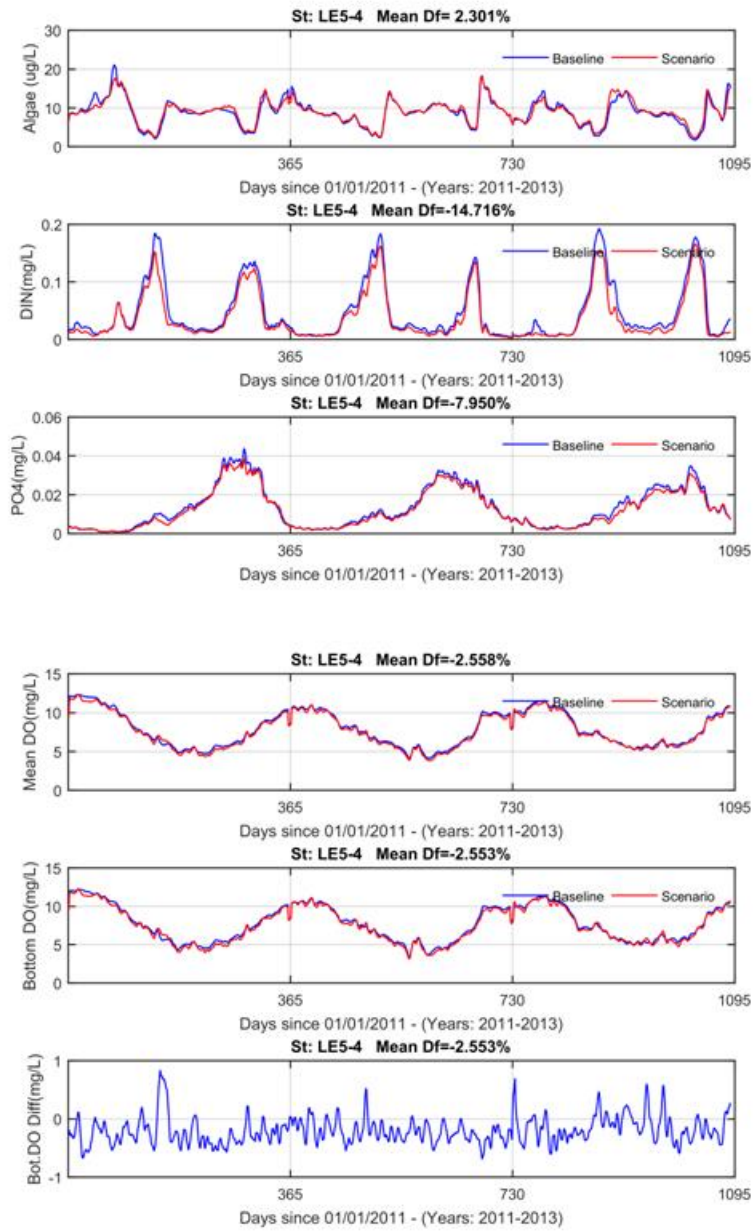 St: LE5-4 Mean Df= 2.301%
30
20
10
0
Algae (ug/L)
Baseline
Scenario
365
730
1095
Days since 01/01/2011 - (Years: 2011-2013)
St: LE5-4 Mean Df=-14.716%
0.2
0.1
0
DIN(mg/L)
Baseline
Scenario
365
730
1095
Days since 01/01/2011 - (Years: 2011-2013)
St: LE5-4 Mean Df=-7.950%
0.06
0.04
0.02
0
PO4(mg/L)
Baseline
Scenario
365
730
1095
Days since 01/01/2011 - (Years: 2011-2013)
St: LE5-4 Mean Df=-2.558%
15
10
5
0
Mean DO(mg/L)
Baseline
Scenario
365
730
1095
Days since 01/01/2011 - (Years: 2011-2013)
St: LE5-4 Mean Df=-2.553%
15
10
5
0
Bottom DO(mg/L)
Baseline
Scenario
365
730
1095
Days since 01/01/2011 - (Years: 2011-2013)
St: LE5-4 Mean Df=-2.553%
1
0
-1
Bot.DO Diff(mg/L)
365
730
1095
Days since 01/01/2011 - (Years: 2011-2013)